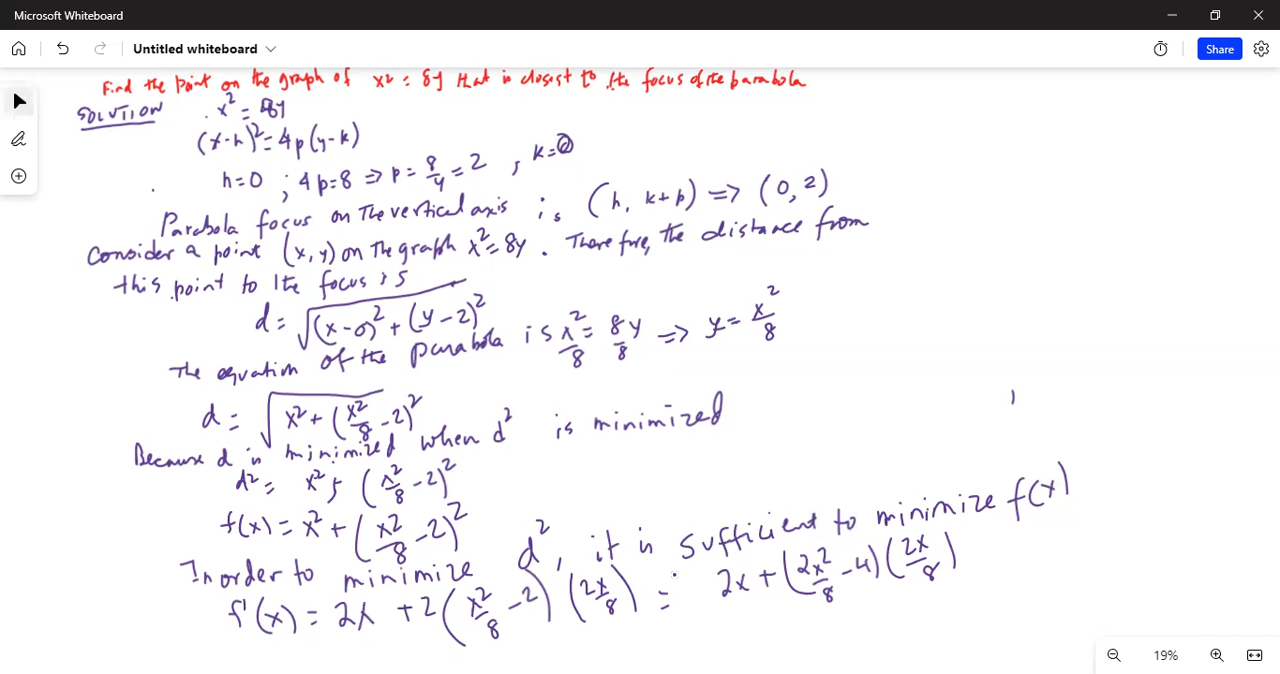 Microsoft Whiteboard
Untitled whiteboard
Share
Find the point on the graph of x² = 8y that is closest to the focus of the parabola
SOLUTION
x² = 8y
(x-h)² = 4p(y-k)
h=0 ; 4p=8 ⇒ p= 8/4 = 2 , k=0
Parabola focus on the vertical axis is (h, k+p) ⇒ (0, 2)
Consider a point (x, y) on the graph x²=8y. Therefore, the distance from
this point to the focus is
d = √((x-0)² + (y-2)²)
The equation of the parabola is x²/8 = 8y/8 ⇒ y = x²/8
d = √(x² + (x²/8 - 2)²)
Because d is minimized when d² is minimized
d² = x² + (x²/8 - 2)²
f(x) = x² + (x²/8 - 2)²
In order to minimize d², it is sufficient to minimize f(x)
f'(x) = 2x + 2(x²/8 - 2)(2x/8) = 2x + (2x²/8 - 4)(2x/8)
19%